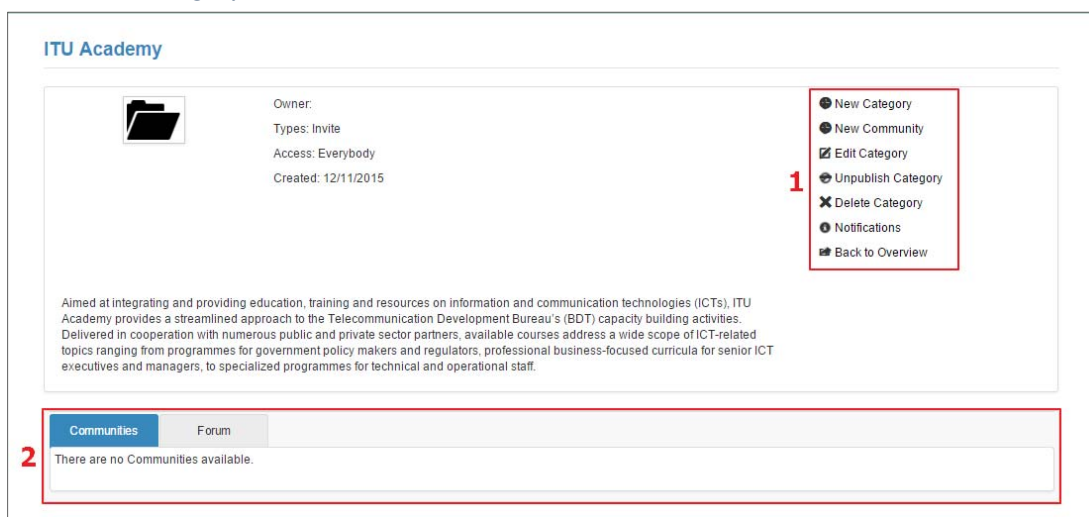 ITU Academy
Owner:
Types: Invite
Access: Everybody
Created: 12/11/2015
1
New Category
New Community
Edit Category
Unpublish Category
Delete Category
Notifications
Back to Overview
Aimed at integrating and providing education, training and resources on information and communication technologies (ICTs), ITU
Academy provides a streamlined approach to the Telecommunication Development Bureau's (BDT) capacity building activities.
Delivered in cooperation with numerous public and private sector partners, available courses address a wide scope of ICT-related
topics ranging from programmes for government policy makers and regulators, professional business-focused curricula for senior ICT
executives and managers, to specialized programmes for technical and operational staff.
2
Communities Forum
There are no Communities available.